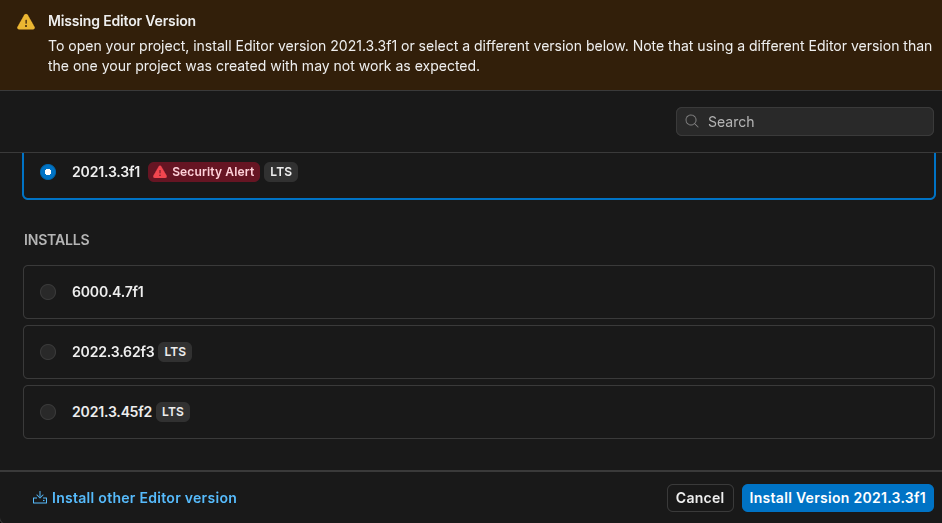 Missing Editor Version
To open your project, install Editor version 2021.3.3f1 or select a different version below. Note that using a different Editor version than
the one your project was created with may not work as expected.
Search
2021.3.3f1 Security Alert LTS
INSTALLS
6000.4.7f1
2022.3.62f3 LTS
2021.3.45f2 LTS
Install other Editor version Cancel Install Version 2021.3.3f1